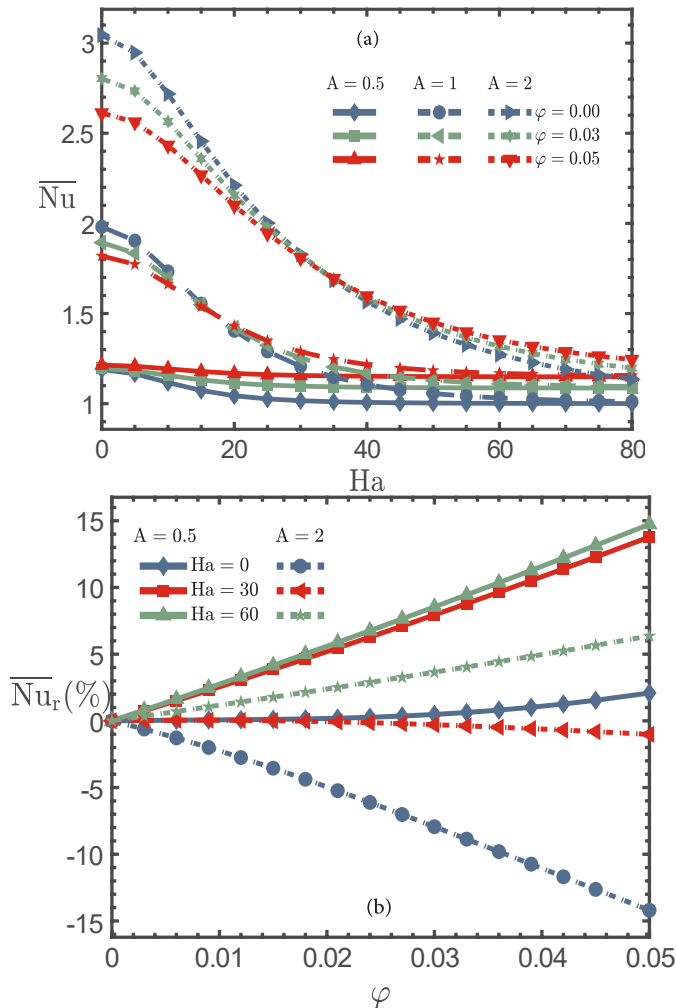 (a)
3
2.5
2
1.5
1
Nu
A = 0.5 A = 1 A = 2
φ = 0.00
φ = 0.03
φ = 0.05
0 20 40 60 80
Ha
15
10
5
0
-5
-10
-15
Nu_r(%)
A = 0.5 A = 2
Ha = 0
Ha = 30
Ha = 60
(b)
0 0.01 0.02 0.03 0.04 0.05
φ